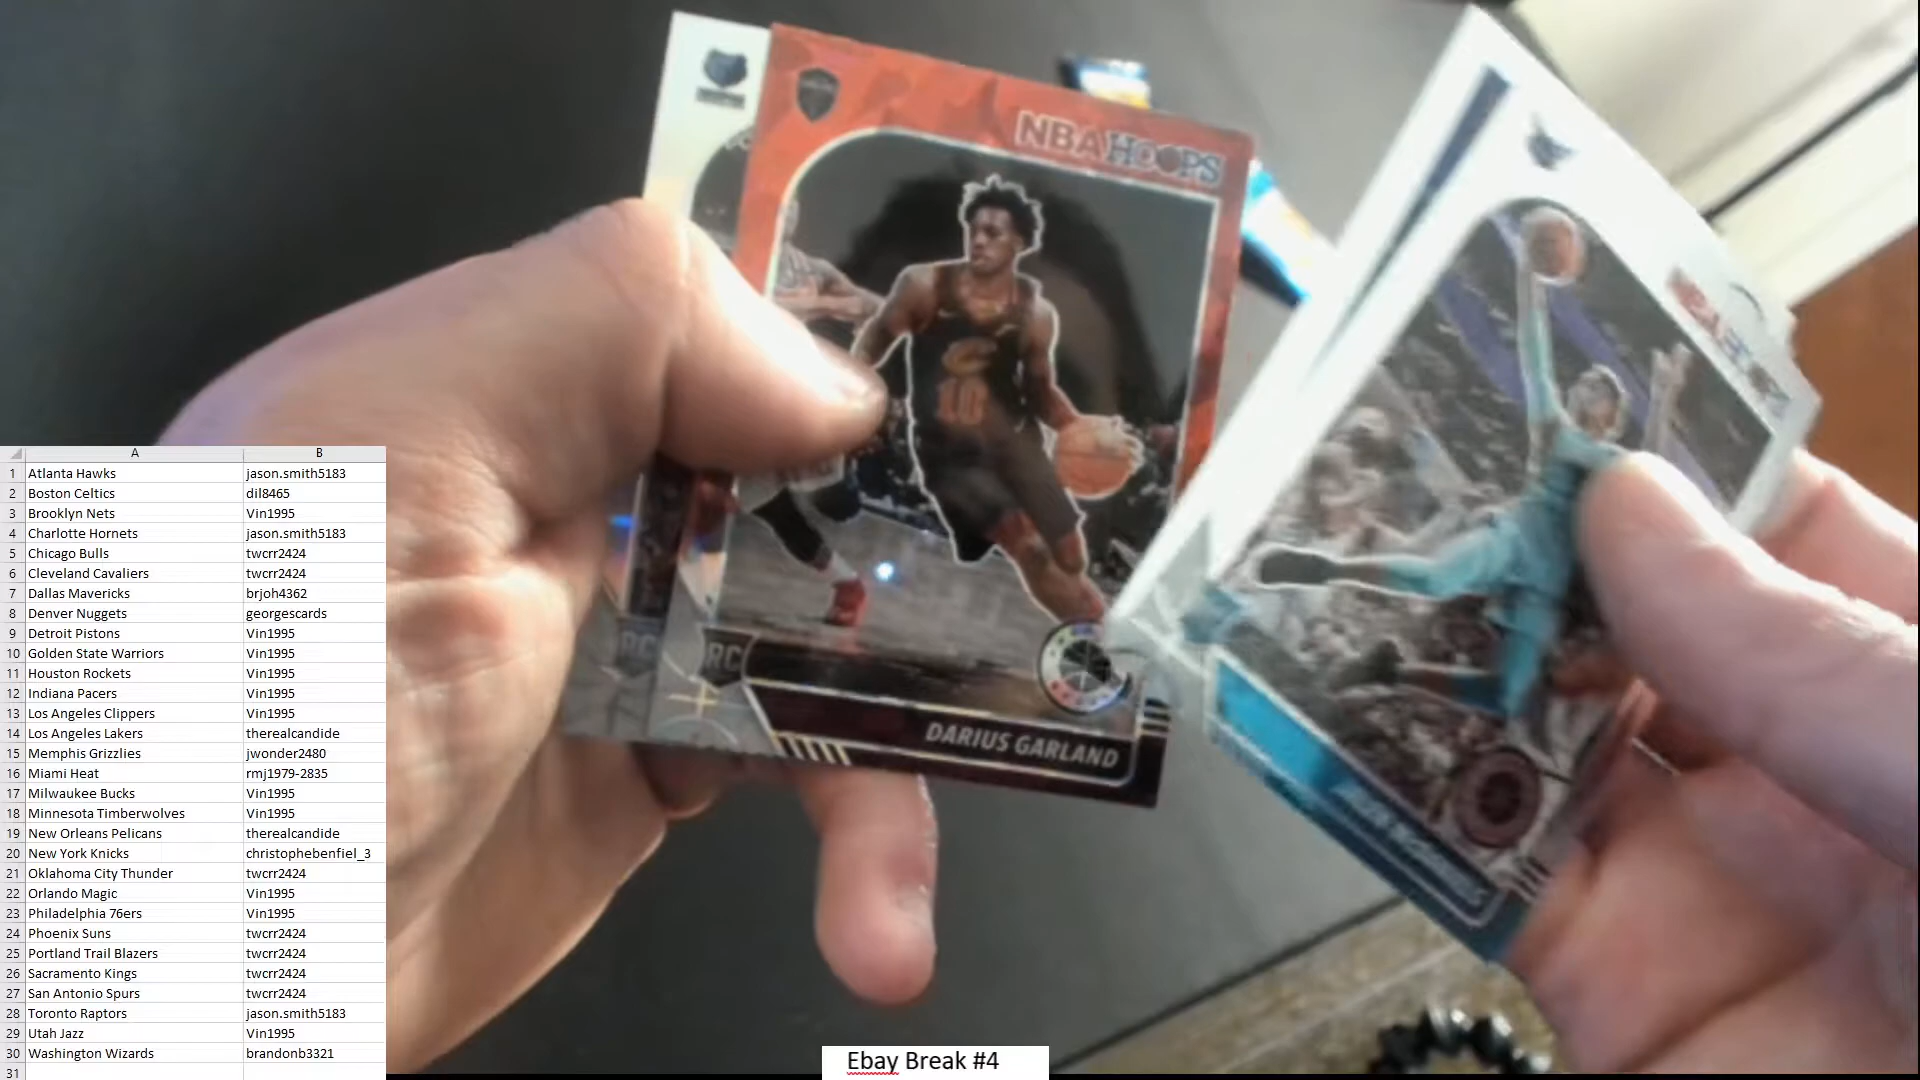 NBA HOOPS
RC
RC
DARIUS GARLAND
A B
1 Atlanta Hawks jason.smith5183
2 Boston Celtics dil8465
3 Brooklyn Nets Vin1995
4 Charlotte Hornets jason.smith5183
5 Chicago Bulls twcrr2424
6 Cleveland Cavaliers twcrr2424
7 Dallas Mavericks brjoh4362
8 Denver Nuggets georgescards
9 Detroit Pistons Vin1995
10 Golden State Warriors Vin1995
11 Houston Rockets Vin1995
12 Indiana Pacers Vin1995
13 Los Angeles Clippers Vin1995
14 Los Angeles Lakers therealcandide
15 Memphis Grizzlies jwonder2480
16 Miami Heat rmj1979-2835
17 Milwaukee Bucks Vin1995
18 Minnesota Timberwolves Vin1995
19 New Orleans Pelicans therealcandide
20 New York Knicks christophebenfiel_3
21 Oklahoma City Thunder twcrr2424
22 Orlando Magic Vin1995
23 Philadelphia 76ers Vin1995
24 Phoenix Suns twcrr2424
25 Portland Trail Blazers twcrr2424
26 Sacramento Kings twcrr2424
27 San Antonio Spurs twcrr2424
28 Toronto Raptors jason.smith5183
29 Utah Jazz Vin1995
30 Washington Wizards brandonb3321
31
Ebay Break #4